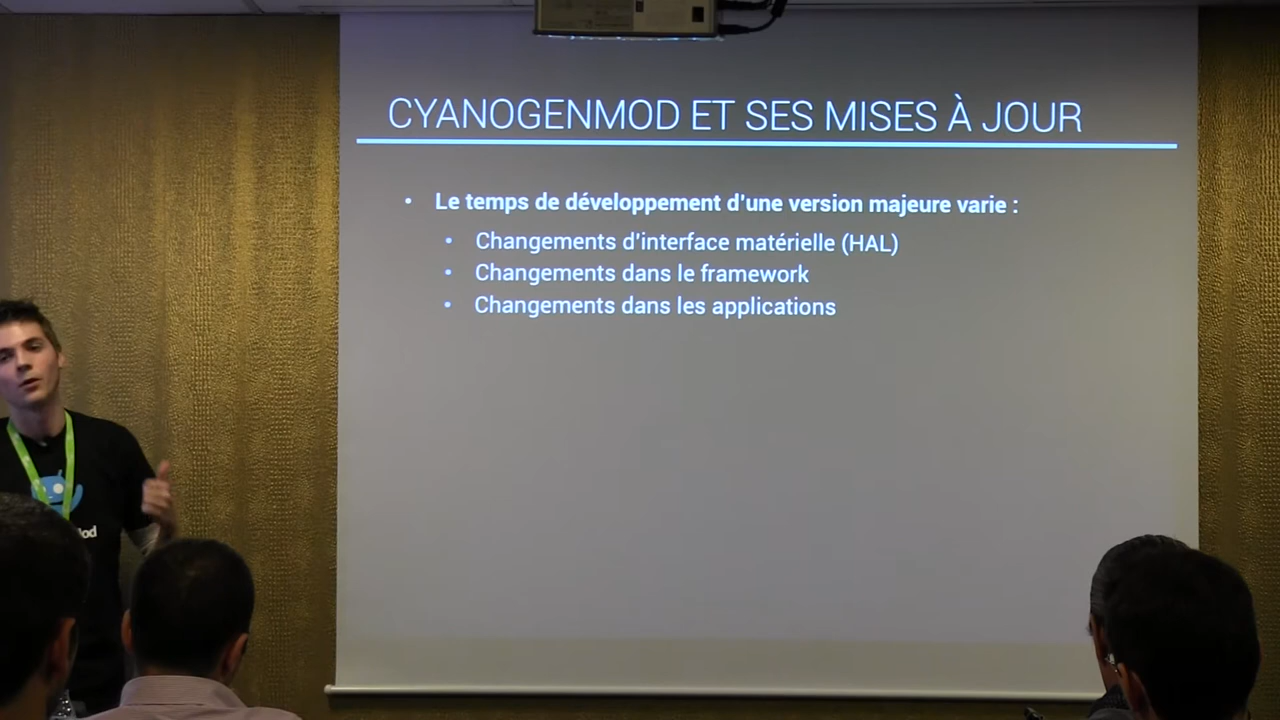 CYANOGENMOD ET SES MISES À JOUR
• Le temps de développement d'une version majeure varie :
• Changements d'interface matérielle (HAL)
• Changements dans le framework
• Changements dans les applications